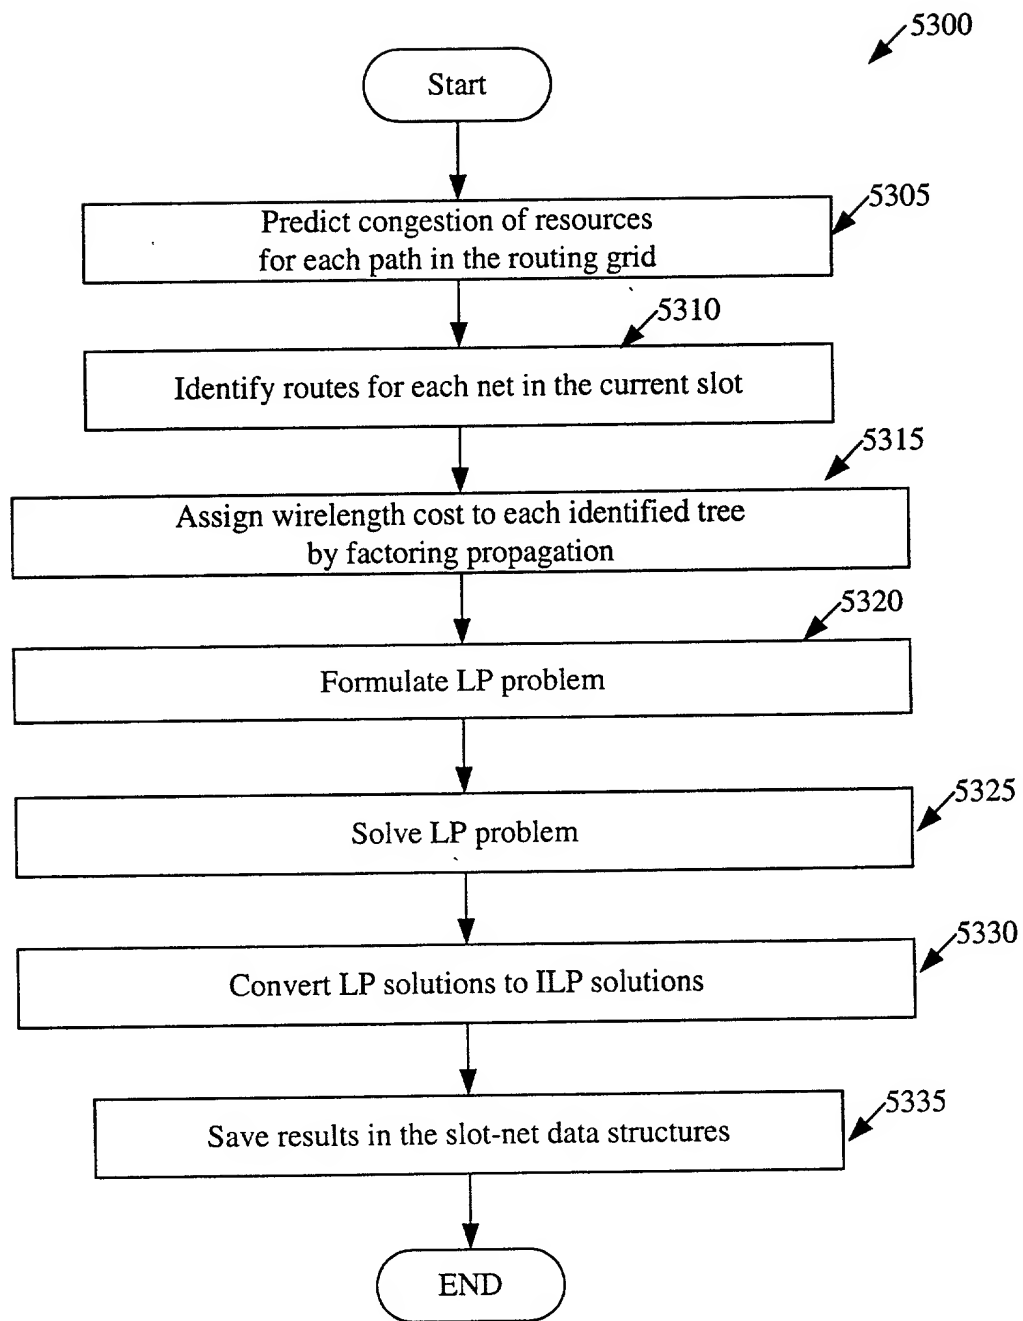 5300
Start
5305
Predict congestion of resources
for each path in the routing grid
5310
Identify routes for each net in the current slot
5315
Assign wirelength cost to each identified tree
by factoring propagation
5320
Formulate LP problem
5325
Solve LP problem
5330
Convert LP solutions to ILP solutions
5335
Save results in the slot-net data structures
END